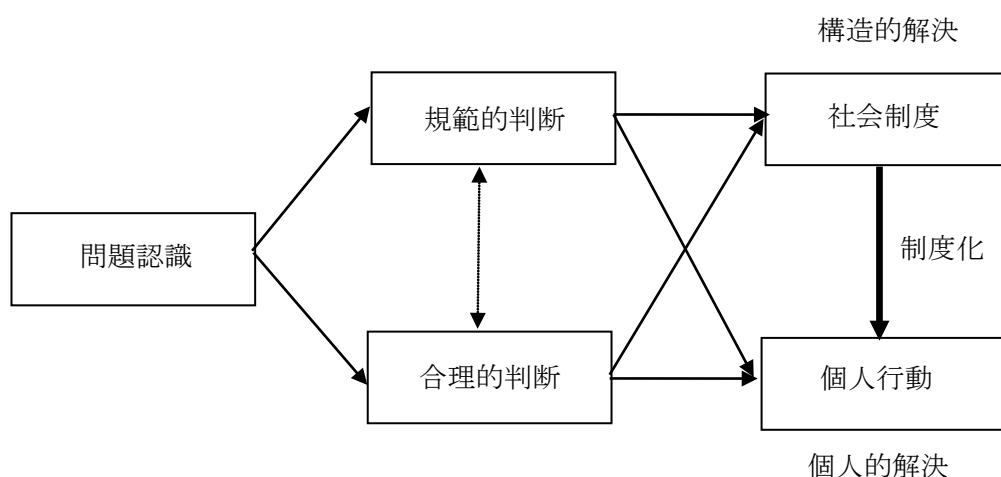 構造的解決
規範的判断
社会制度
問題認識
制度化
合理的判断
個人行動
個人的解決